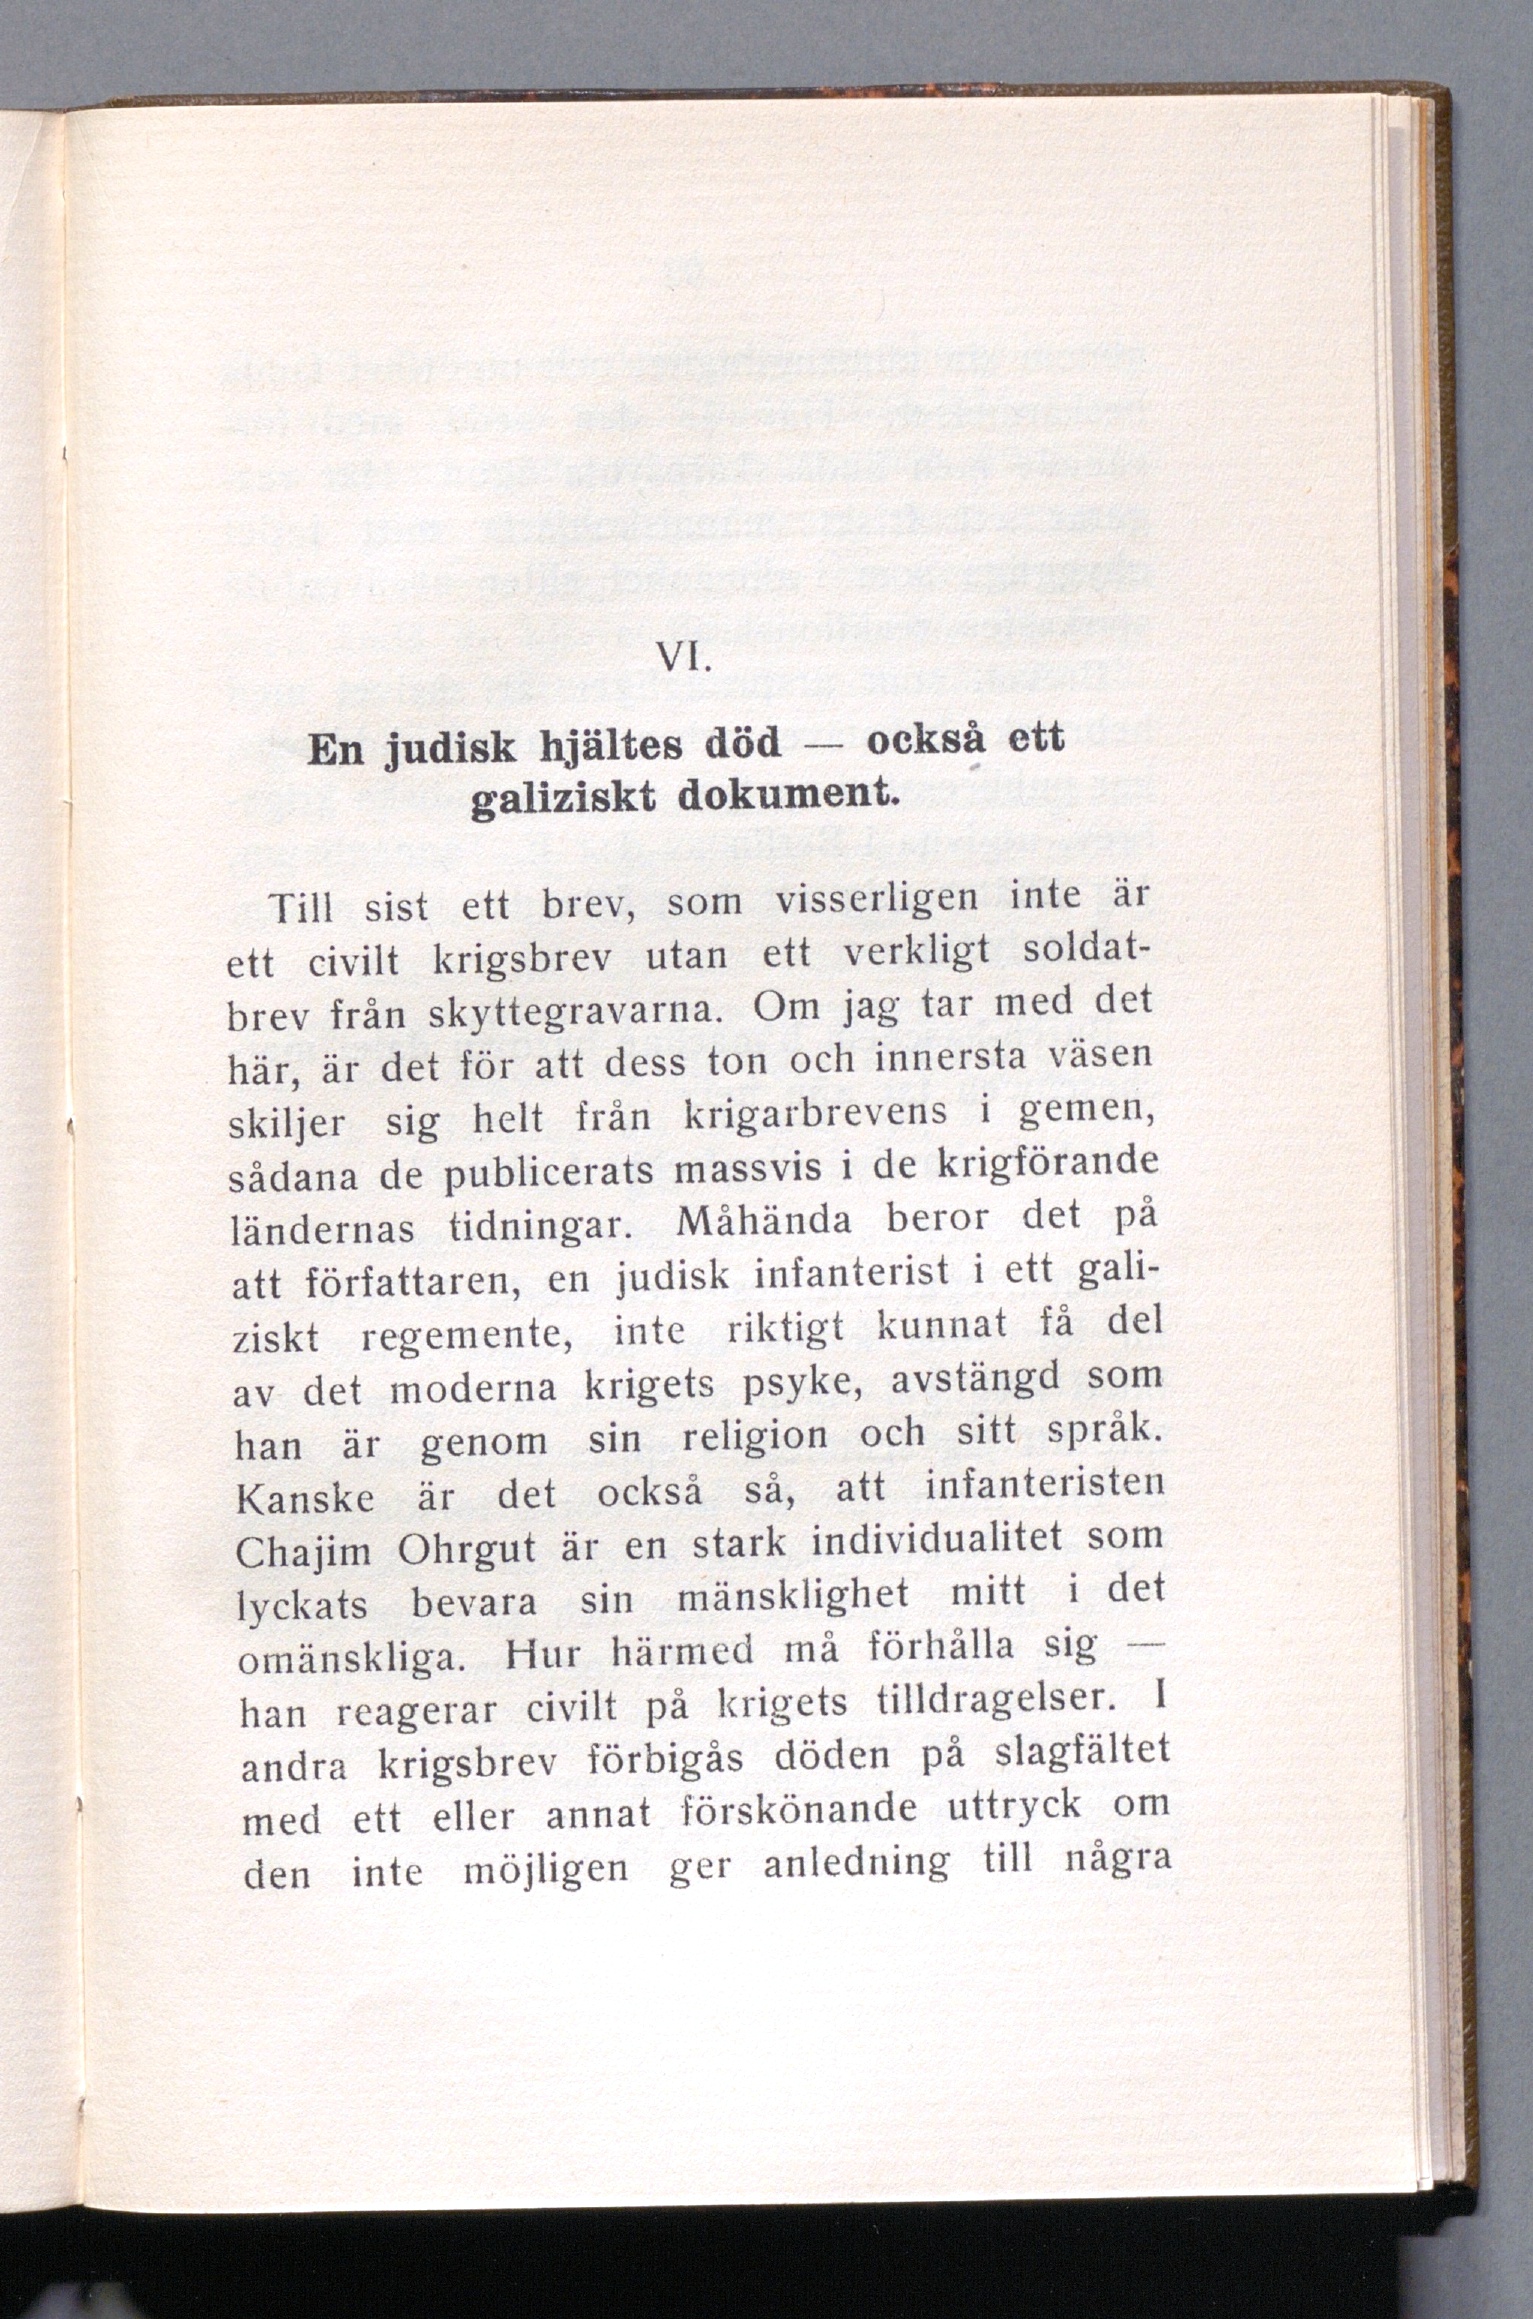 VI.
En judisk hjältes död — också ett
galiziskt dokument.
Till sist ett brev, som visserligen inte är
ett civilt krigsbrev utan ett verkligt soldat-
brev från skyttegravarna. Om jag tar med det
här, är det för att dess ton och innersta väsen
skiljer sig helt från krigarbrevens i gemen,
sådana de publicerats massvis i de krigförande
ländernas tidningar. Måhända beror det på
att författaren, en judisk infanterist i ett gali-
ziskt regemente, inte riktigt kunnat få del
av det moderna krigets psyke, avstängd som
han är genom sin religion och sitt språk.
Kanske är det också så, att infanteristen
Chajim Ohrgut är en stark individualitet som
lyckats bevara sin mänsklighet mitt i det
omänskliga. Hur härmed må förhålla sig —
han reagerar civilt på krigets tilldragelser. I
andra krigsbrev förbigås döden på slagfältet
med ett eller annat förskönande uttryck om
den inte möjligen ger anledning till några